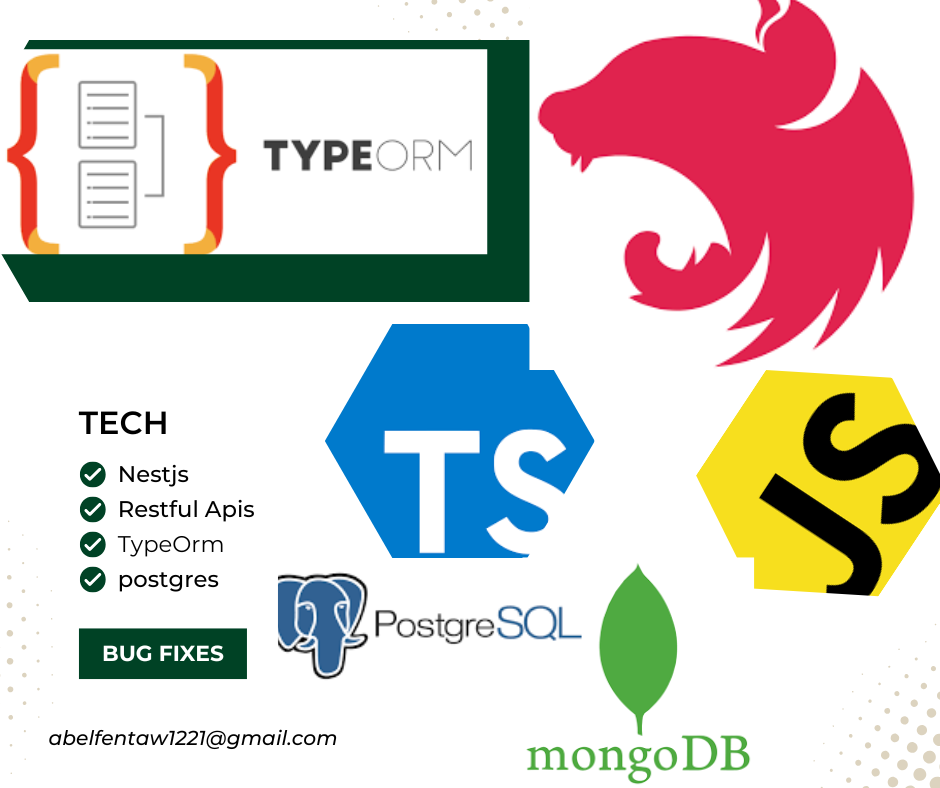 TYPEORM
TS
JS
TECH
Nestjs
Restful Apis
TypeOrm
postgres
PostgreSQL
BUG FIXES
abelfentaw1221@gmail.com
mongoDB